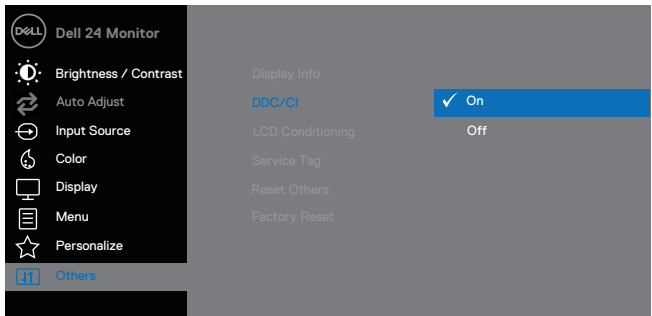 DELL Dell 24 Monitor
Brightness / Contrast
Auto Adjust
Input Source
Color
Display
Menu
Personalize
Others
Display Info
DDC/CI
LCD Conditioning
Service Tag
Reset Others
Factory Reset
On
Off